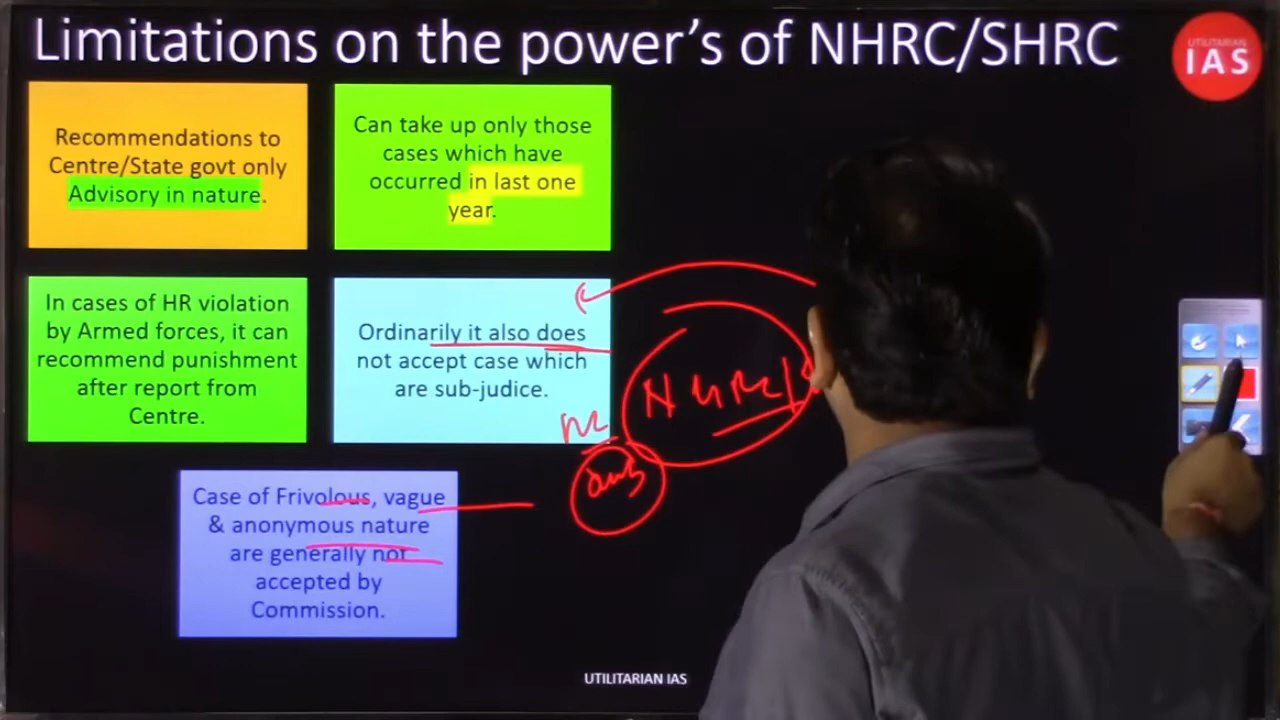 Limitations on the power's of NHRC/SHRC
UTILITARIAN
IAS
Recommendations to
Centre/State govt only
Advisory in nature.
Can take up only those
cases which have
occurred in last one
year.
In cases of HR violation
by Armed forces, it can
recommend punishment
after report from
Centre.
Ordinarily it also does
not accept case which
are sub-judice.
NHRC/
Case of Frivolous, vague
& anonymous nature
are generally not
accepted by
Commission.
UTILITARIAN IAS